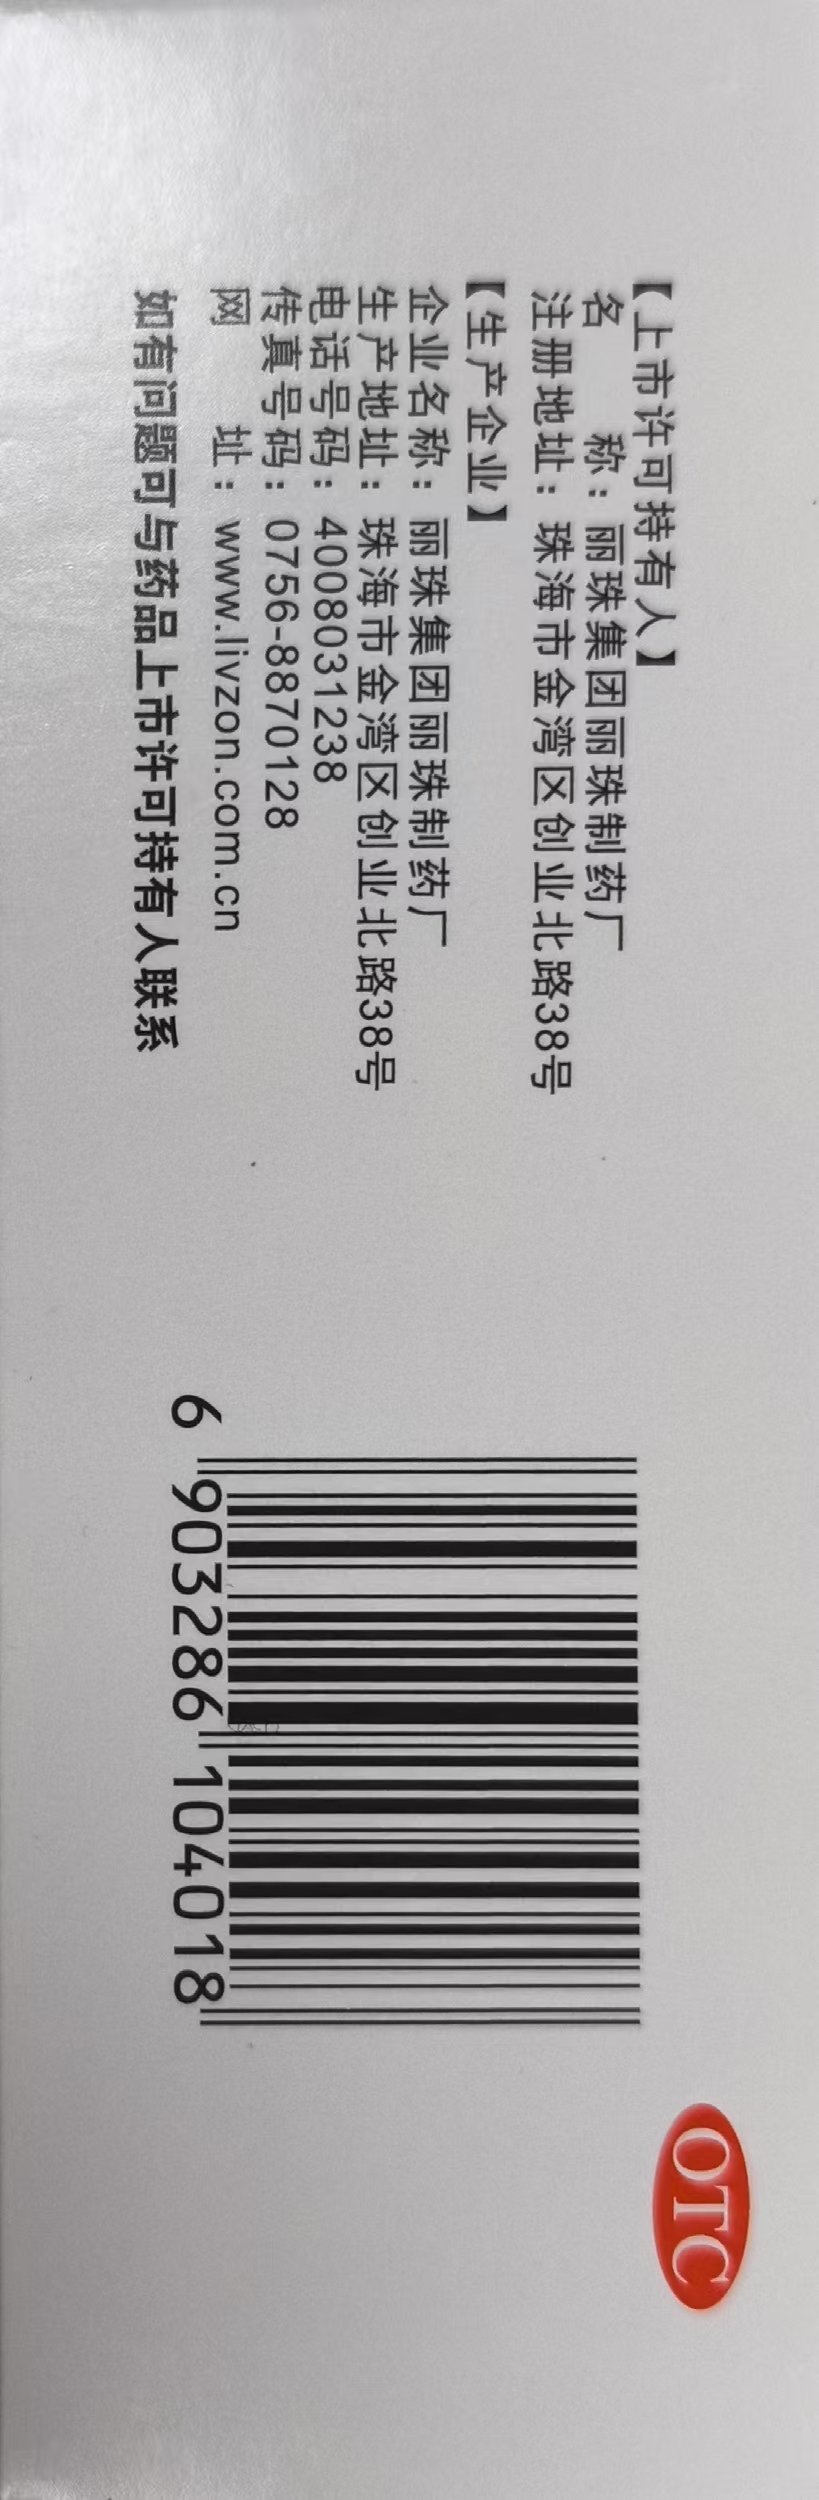 【上市许可持有人】
名　　称：丽珠集团丽珠制药厂
注册地址：珠海市金湾区创业北路38号
【生产企业】
企业名称：丽珠集团丽珠制药厂
生产地址：珠海市金湾区创业北路38号
电话号码：4008031238
传真号码：0756-8870128
网　　址：www.livzon.com.cn
如有问题可与药品上市许可持有人联系
6 903286 104018
OTC